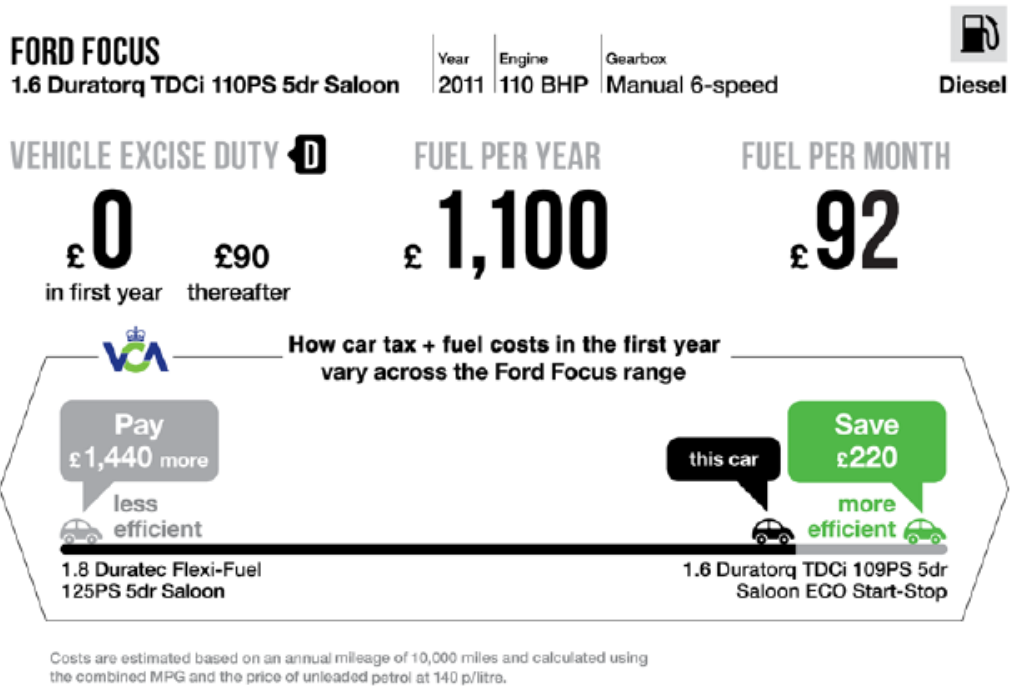 FORD FOCUS
1.6 Duratorq TDCi 110PS 5dr Saloon
Year
2011
Engine
110 BHP
Gearbox
Manual 6-speed
Diesel
VEHICLE EXCISE DUTY D
£0
in first year
£90
thereafter
FUEL PER YEAR
£1,100
FUEL PER MONTH
£92
VCA
How car tax + fuel costs in the first year
vary across the Ford Focus range
Pay
£1,440 more
less
efficient
this car
Save
£220
more
efficient
1.8 Duratec Flexi-Fuel
125PS 5dr Saloon
1.6 Duratorq TDCi 109PS 5dr
Saloon ECO Start-Stop
Costs are estimated based on an annual mileage of 10,000 miles and calculated using
the combined MPG and the price of unleaded petrol at 140 p/litre.